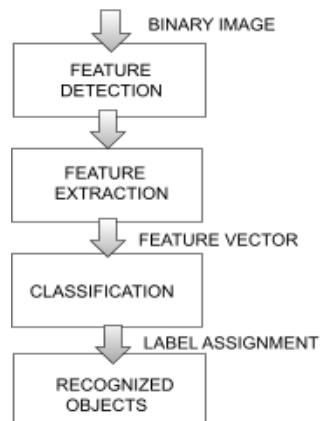 BINARY IMAGE
FEATURE
DETECTION
FEATURE
EXTRACTION
FEATURE VECTOR
CLASSIFICATION
LABEL ASSIGNMENT
RECOGNIZED
OBJECTS